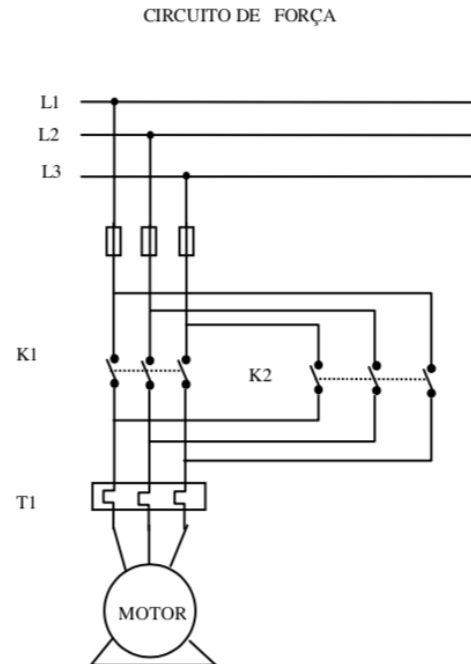 CIRCUITO DE FORÇA
L1
L2
L3
K1
K2
T1
MOTOR